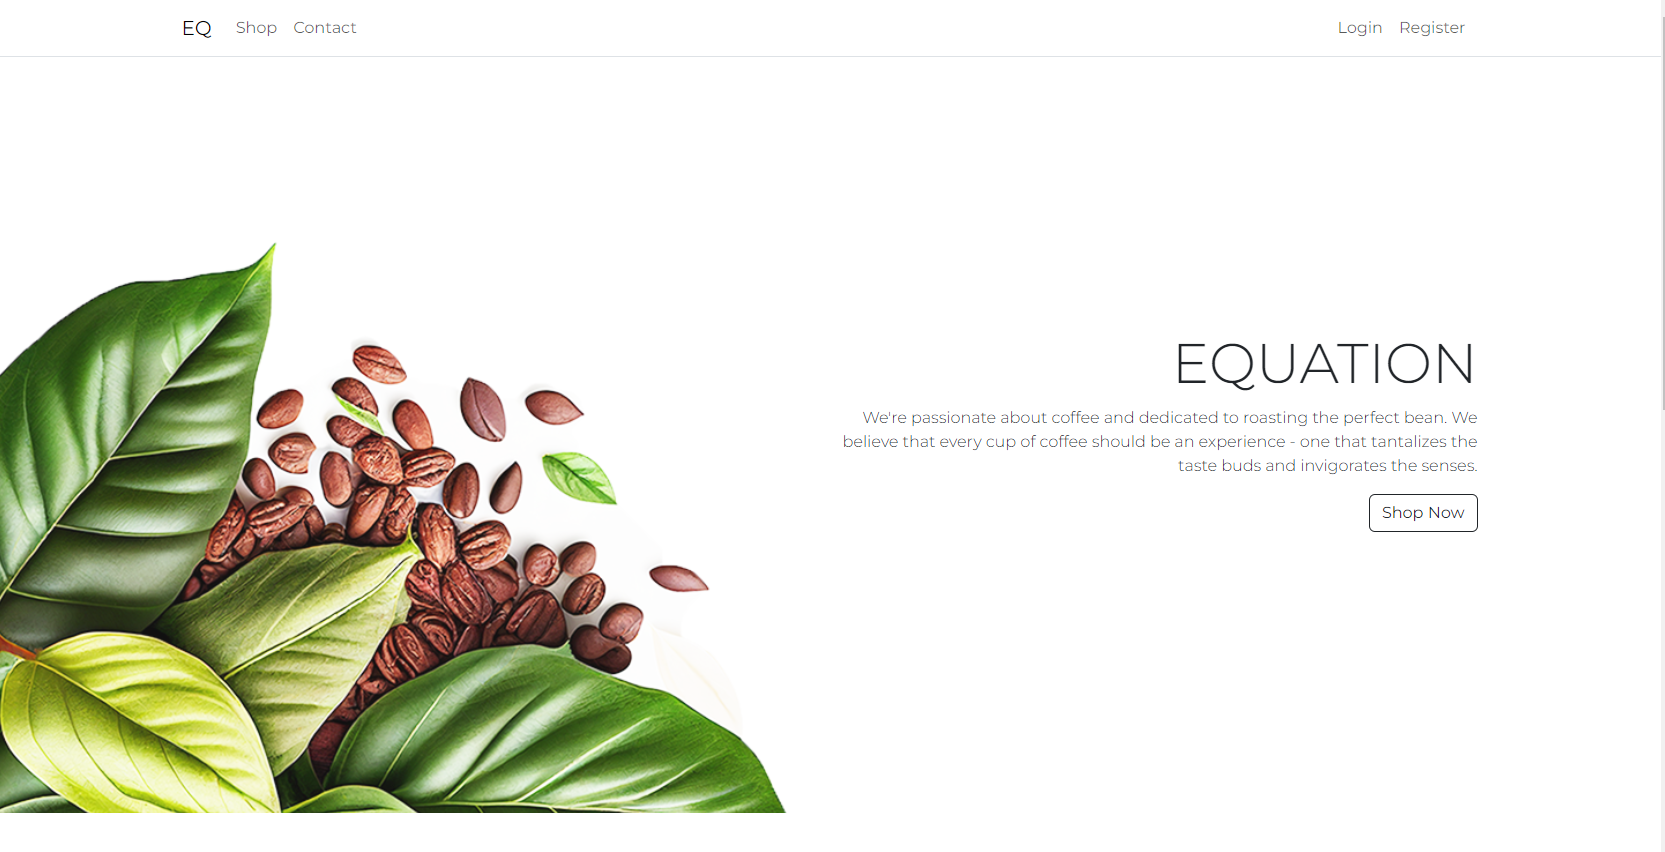 EQ Shop Contact Login Register
EQUATION
We're passionate about coffee and dedicated to roasting the perfect bean. We
believe that every cup of coffee should be an experience - one that tantalizes the
taste buds and invigorates the senses.
Shop Now